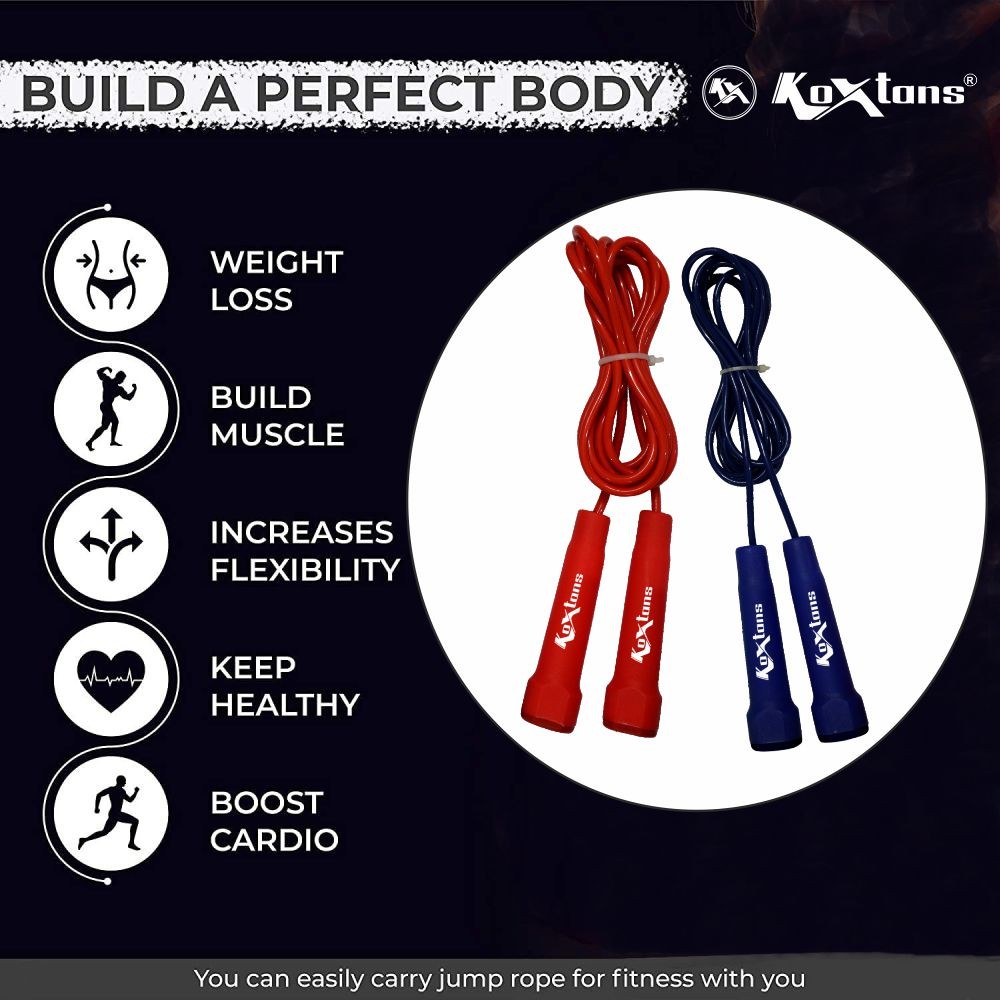 BUILD A PERFECT BODY
KX Koxtons®
WEIGHT
LOSS
BUILD
MUSCLE
INCREASES
FLEXIBILITY
KEEP
HEALTHY
BOOST
CARDIO
Koxtons
Koxtons
Koxtons
Koxtons
You can easily carry jump rope for fitness with you